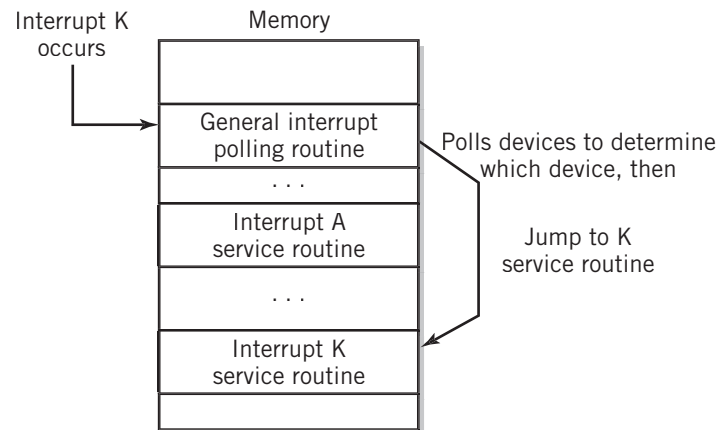 Interrupt K
occurs
Memory
General interrupt
polling routine
Polls devices to determine
which device, then
. . .
Interrupt A
service routine
Jump to K
service routine
. . .
Interrupt K
service routine